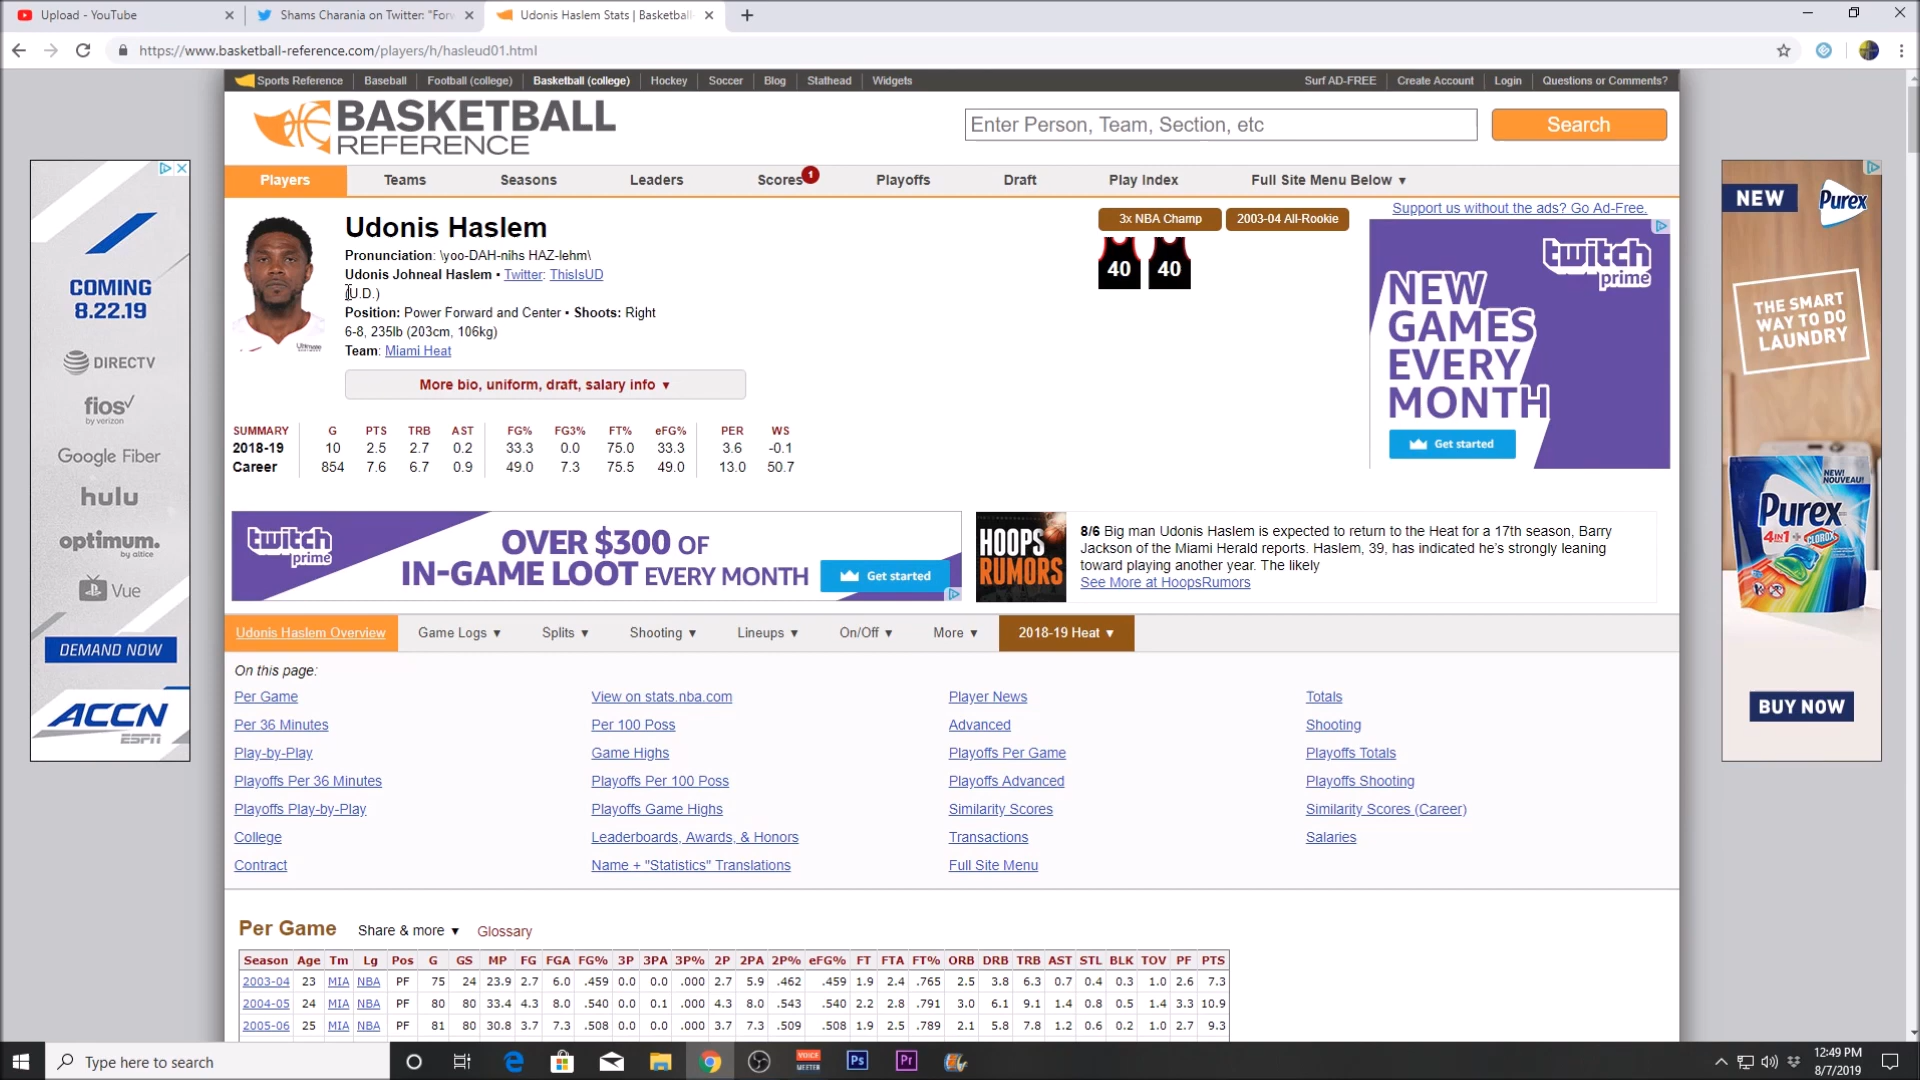 Upload - YouTube
Shams Charania on Twitter: "Forv
Udonis Haslem Stats | Basketball-
https://www.basketball-reference.com/players/h/hasleud01.html
Sports Reference Baseball Football (college) Basketball (college) Hockey Soccer Blog Stathead Widgets Surf AD-FREE Create Account Login Questions or Comments?
BASKETBALL
REFERENCE
Enter Person, Team, Section, etc
Search
Players Teams Seasons Leaders Scores 1 Playoffs Draft Play Index Full Site Menu Below ▼
Udonis Haslem
Pronunciation: \yoo-DAH-nihs HAZ-lehm\
Udonis Johneal Haslem • Twitter: ThisIsUD
(U.D.)
Position: Power Forward and Center • Shoots: Right
6-8, 235lb (203cm, 106kg)
Team: Miami Heat
More bio, uniform, draft, salary info ▼
3x NBA Champ
2003-04 All-Rookie
40
40
Support us without the ads? Go Ad-Free.
twitch
prime
NEW
GAMES
EVERY
MONTH
Get started
SUMMARY G PTS TRB AST FG% FG3% FT% eFG% PER WS
2018-19 10 2.5 2.7 0.2 33.3 0.0 75.0 33.3 3.6 -0.1
Career 854 7.6 6.7 0.9 49.0 7.3 75.5 49.0 13.0 50.7
twitch
prime
OVER $300 OF
IN-GAME LOOT EVERY MONTH
Get started
HOOPS
RUMORS
8/6 Big man Udonis Haslem is expected to return to the Heat for a 17th season, Barry
Jackson of the Miami Herald reports. Haslem, 39, has indicated he's strongly leaning
toward playing another year. The likely
See More at HoopsRumors
Udonis Haslem Overview Game Logs ▼ Splits ▼ Shooting ▼ Lineups ▼ On/Off ▼ More ▼ 2018-19 Heat ▼
On this page:
Per Game View on stats.nba.com Player News Totals
Per 36 Minutes Per 100 Poss Advanced Shooting
Play-by-Play Game Highs Playoffs Per Game Playoffs Totals
Playoffs Per 36 Minutes Playoffs Per 100 Poss Playoffs Advanced Playoffs Shooting
Playoffs Play-by-Play Playoffs Game Highs Similarity Scores Similarity Scores (Career)
College Leaderboards, Awards, & Honors Transactions Salaries
Contract Name + "Statistics" Translations Full Site Menu
Per Game Share & more ▼ Glossary
Season Age Tm Lg Pos G GS MP FG FGA FG% 3P 3PA 3P% 2P 2PA 2P% eFG% FT FTA FT% ORB DRB TRB AST STL BLK TOV PF PTS
2003-04 23 MIA NBA PF 75 24 23.9 2.7 6.0 .459 0.0 0.0 .000 2.7 5.9 .462 .459 1.9 2.4 .765 2.5 3.8 6.3 0.7 0.4 0.3 1.0 2.6 7.3
2004-05 24 MIA NBA PF 80 80 33.4 4.3 8.0 .540 0.0 0.1 .000 4.3 8.0 .543 .540 2.2 2.8 .791 3.0 6.1 9.1 1.4 0.8 0.5 1.4 3.3 10.9
2005-06 25 MIA NBA PF 81 80 30.8 3.7 7.3 .508 0.0 0.0 .000 3.7 7.3 .509 .508 1.9 2.5 .789 2.1 5.8 7.8 1.2 0.6 0.2 1.0 2.7 9.3
COMING
8.22.19
DIRECTV
fios
by verizon
Google Fiber
hulu
optimum.
by altice
Vue
DEMAND NOW
ACCN
ESPN
NEW
Purex
THE SMART
WAY TO DO
LAUNDRY
NEW!
NOUVEAU!
Purex
4 IN 1 + CLOROX
BUY NOW
Type here to search
VOICE
MEETER
Ps
Pr
12:49 PM
8/7/2019